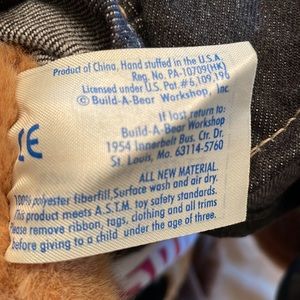 Product of China. Hand stuffed in the U.S.A.
Reg. No. PA-10709(HK)
Licensed under U.S. Pat.# 6,109,196
© Build-A-Bear Workshop, Inc
If lost return to:
Build-A-Bear Workshop
1954 Innerbelt Bus. Ctr. Dr.
St. Louis, Mo. 63114-5760
CE
ALL NEW MATERIAL.
100% polyester fiberfill, Surface wash and air dry.
This product meets A.S.T.M. toy safety standards.
Please remove ribbon, tags, clothing and all trims
before giving to a child under the age of three.